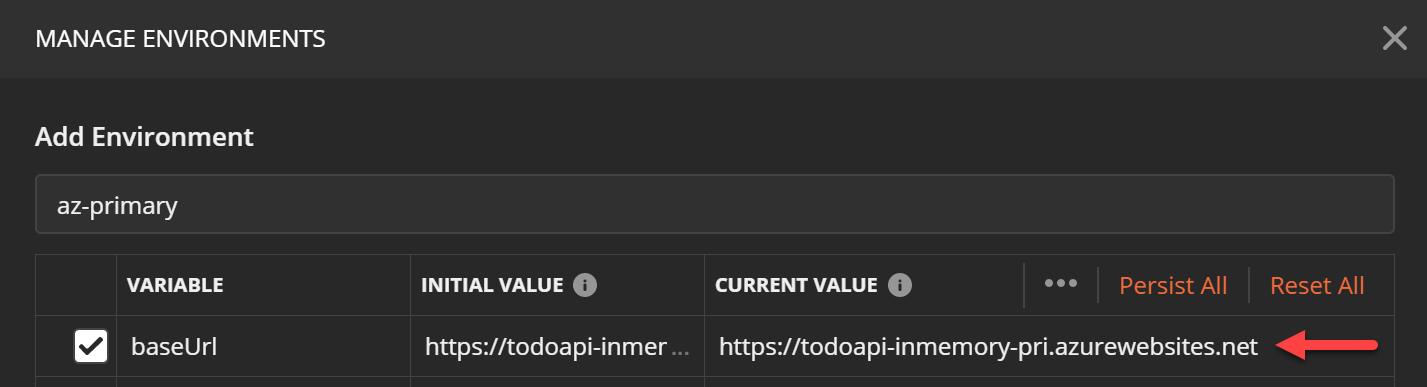 MANAGE ENVIRONMENTS
Add Environment
az-primary
VARIABLE INITIAL VALUE CURRENT VALUE ••• Persist All Reset All
baseUrl https://todoapi-inmer ... https://todoapi-inmemory-pri.azurewebsites.net